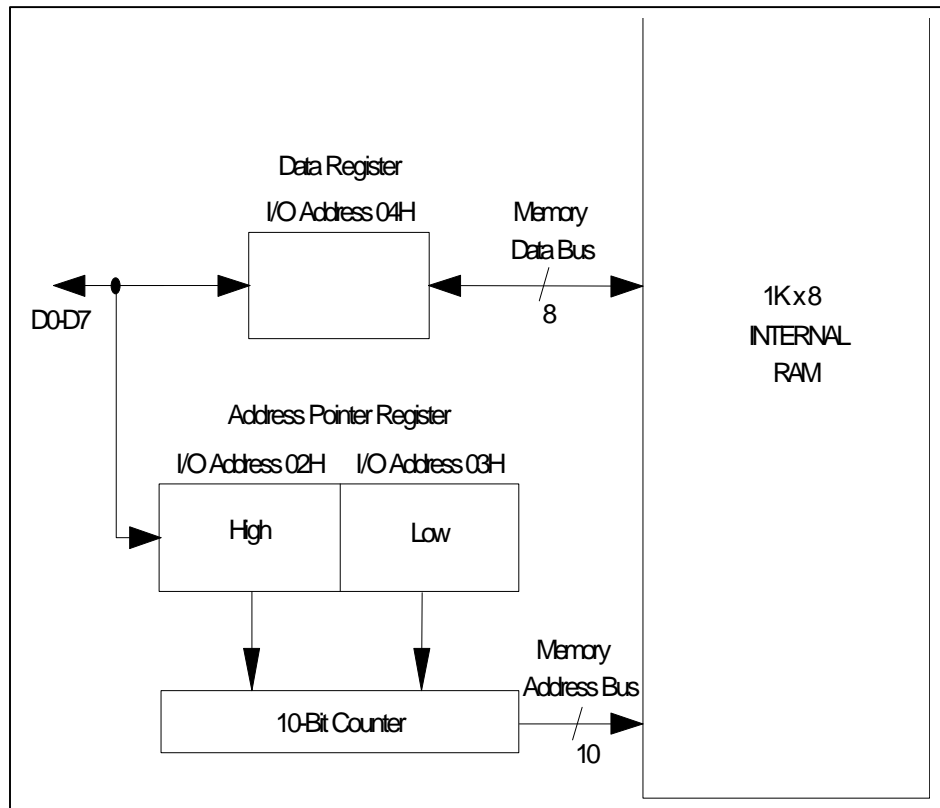 Data Register
I/O Address 04H
Memory
Data Bus
8
D0-D7
1K x 8
INTERNAL
RAM
Address Pointer Register
I/O Address 02H
I/O Address 03H
High
Low
Memory
Address Bus
10-Bit Counter
10